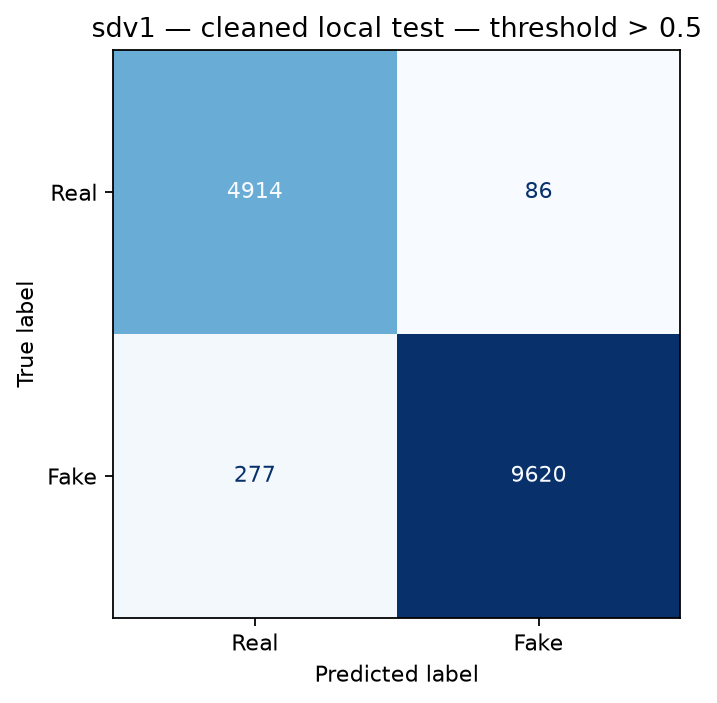 sdv1 — cleaned local test — threshold > 0.5
True label
Real
4914
86
Fake
277
9620
Real
Fake
Predicted label